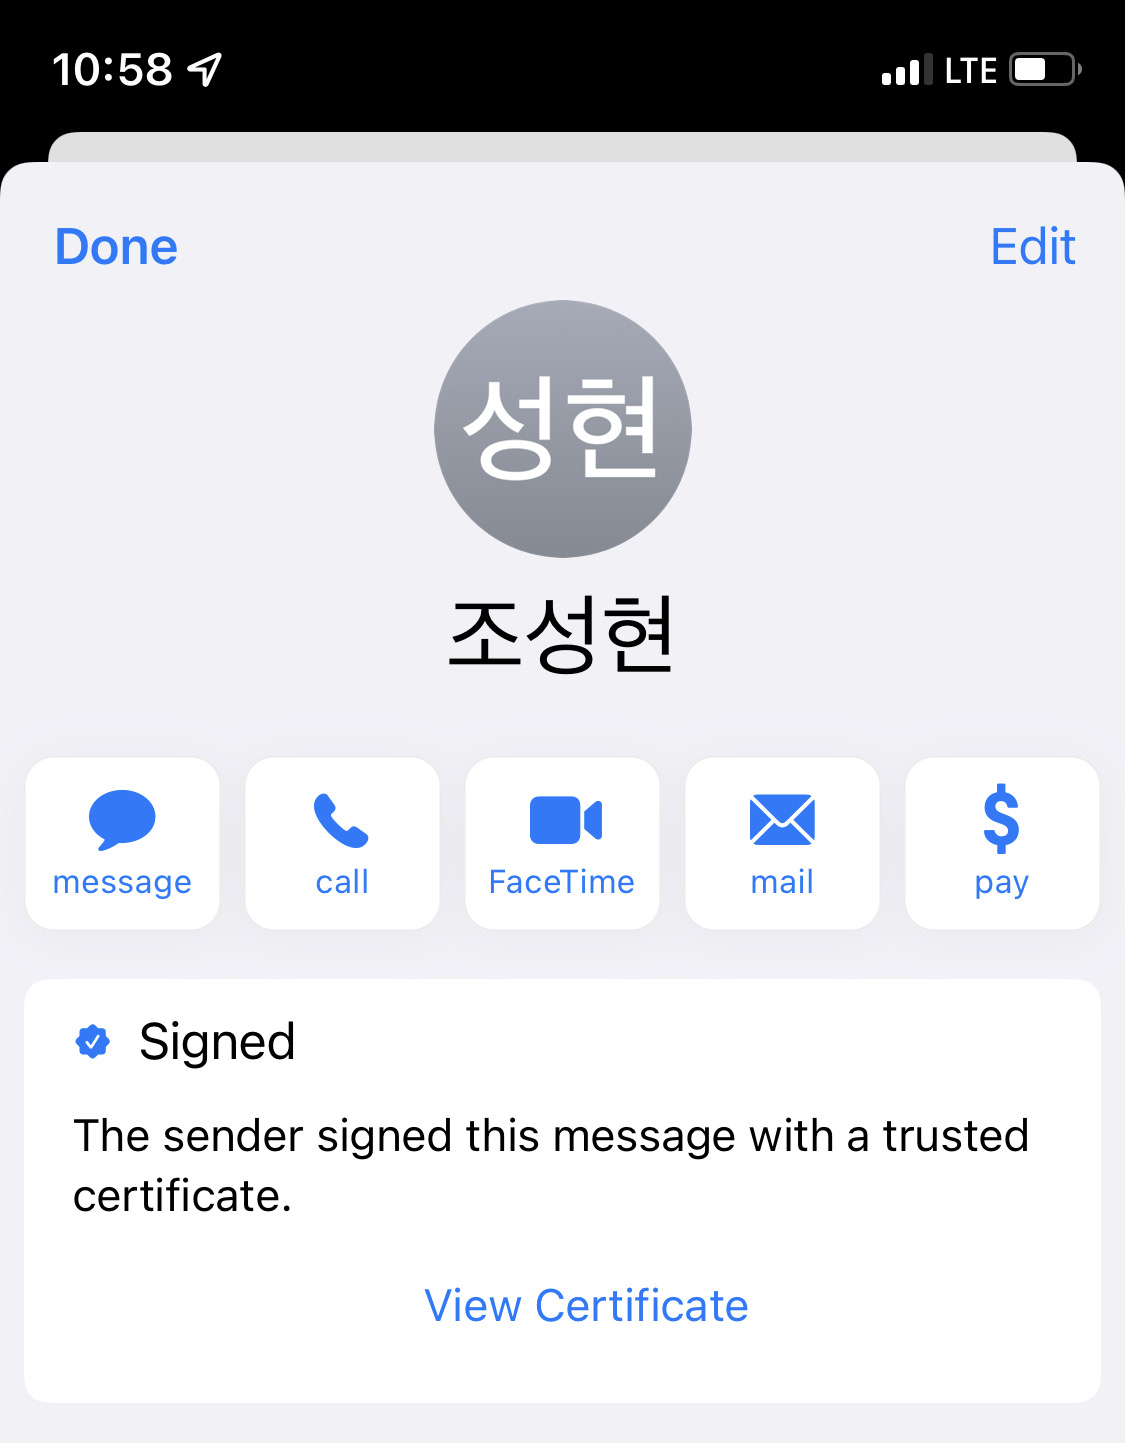 10:58 LTE
Done Edit
성현
조성현
message call FaceTime mail pay
Signed
The sender signed this message with a trusted
certificate.
View Certificate